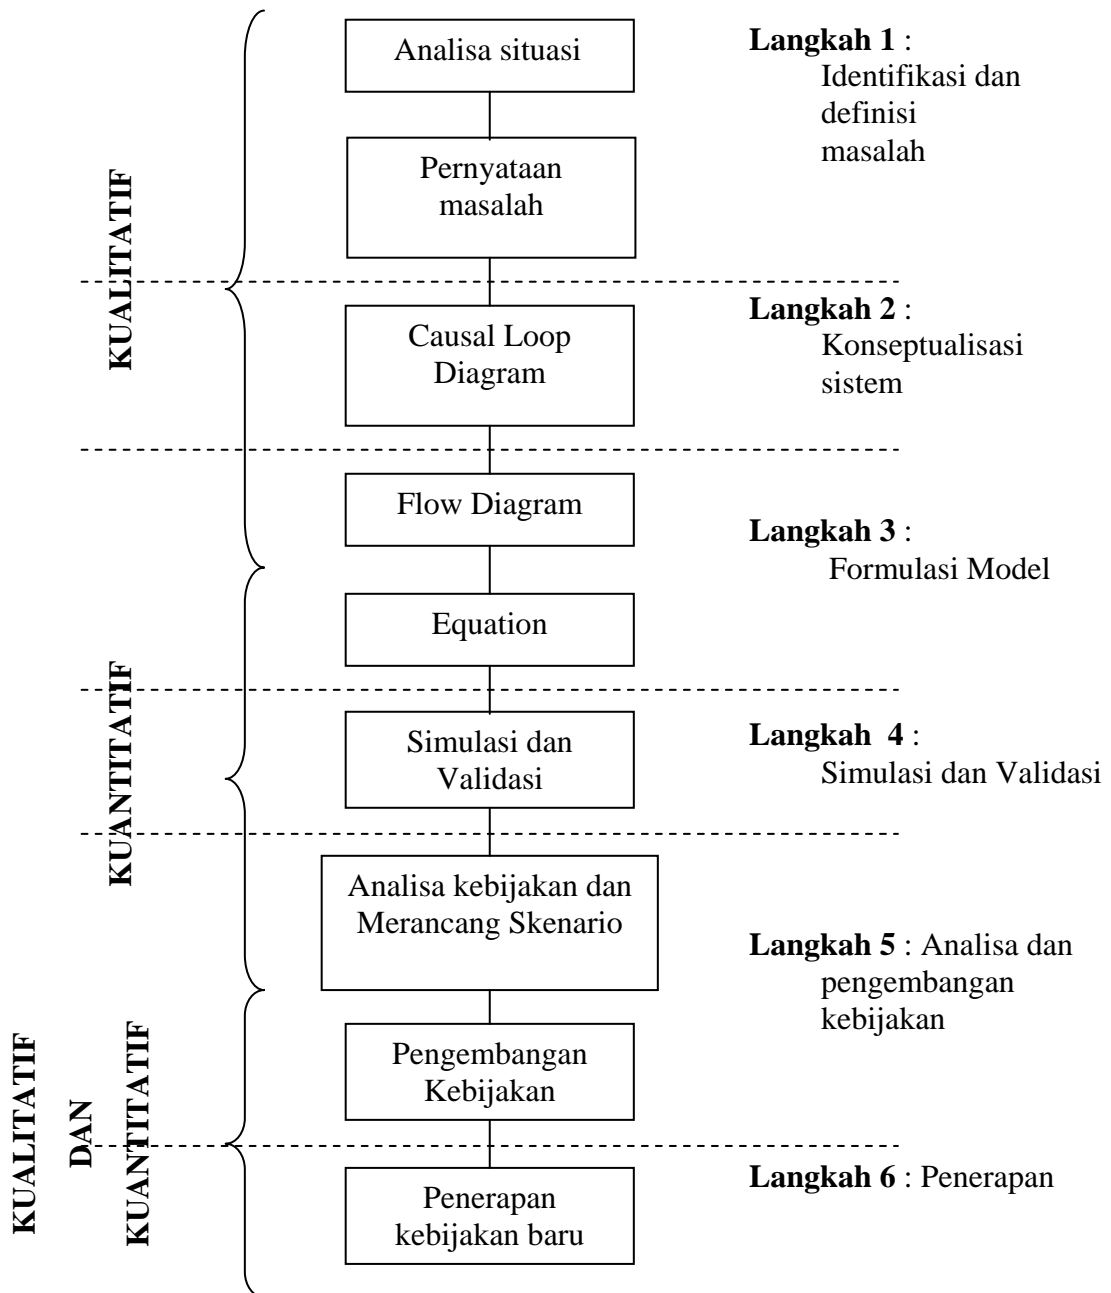 Analisa situasi
Langkah 1 :
Identifikasi dan
definisi
masalah
Pernyataan
masalah
KUALITATIF
Causal Loop
Diagram
Langkah 2 :
Konseptualisasi
sistem
Flow Diagram
Equation
Langkah 3 :
Formulasi Model
KUANTITATIF
Simulasi dan
Validasi
Langkah 4 :
Simulasi dan Validasi
Analisa kebijakan dan
Merancang Skenario
Langkah 5 : Analisa dan
pengembangan
kebijakan
Pengembangan
Kebijakan
KUALITATIF
DAN
KUANTITATIF
Penerapan
kebijakan baru
Langkah 6 : Penerapan